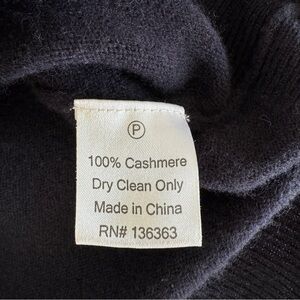 P
100% Cashmere
Dry Clean Only
Made in China
RN# 136363